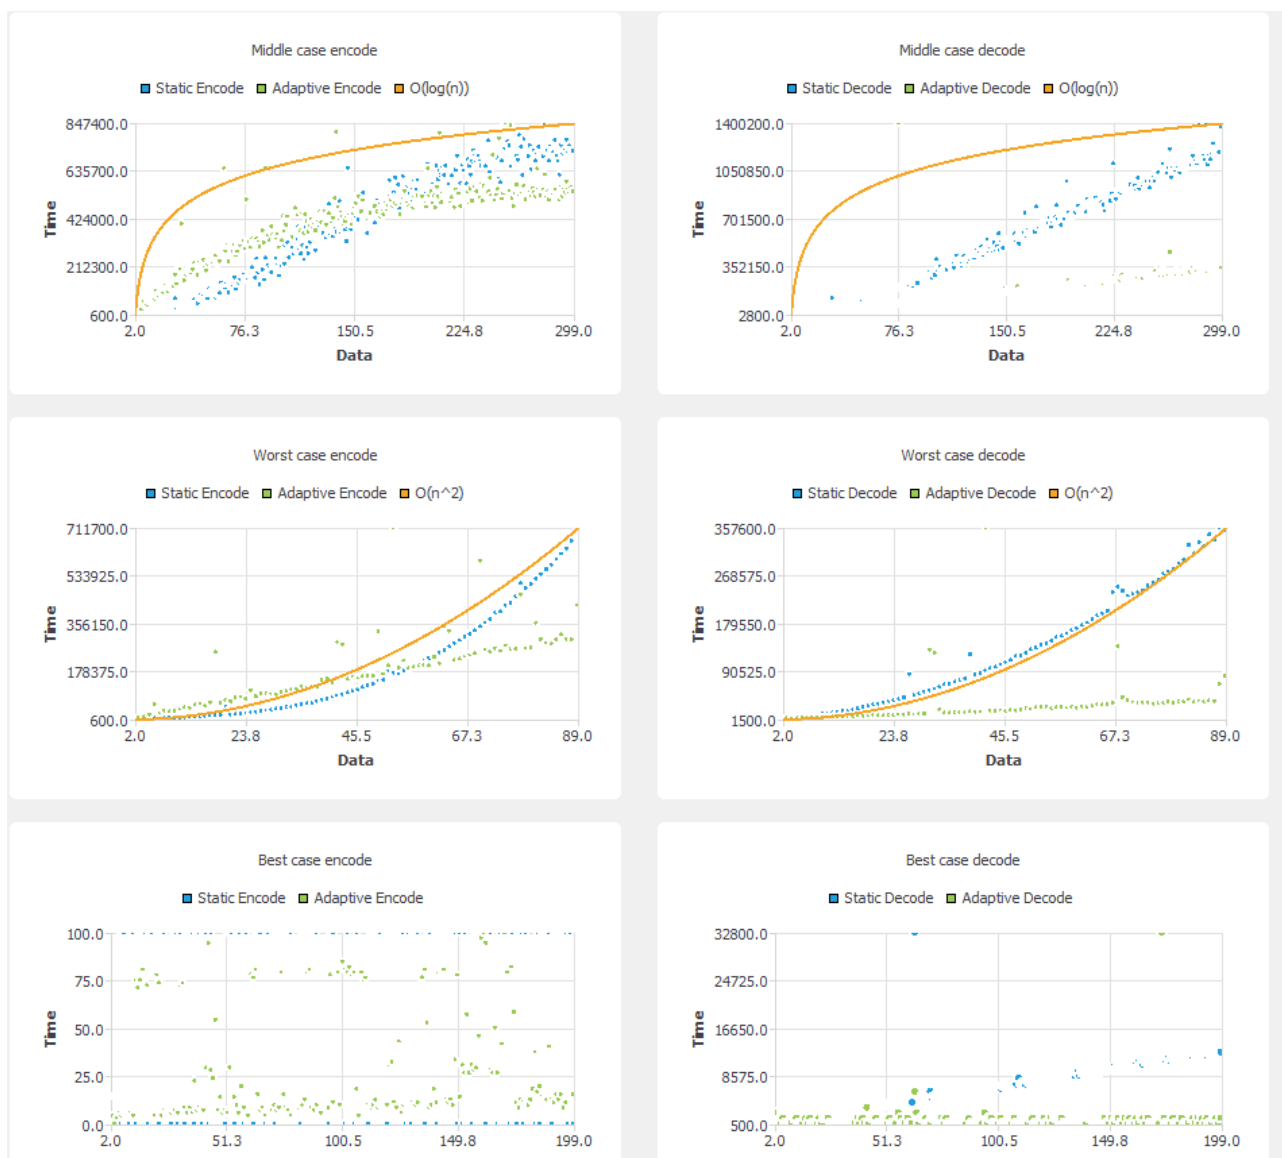 Middle case encode
Static Encode Adaptive Encode O(log(n))
847400.0
635700.0
424000.0
212300.0
600.0
Time
2.0 76.3 150.5 224.8 299.0
Data
Middle case decode
Static Decode Adaptive Decode O(log(n))
1400200.0
1050850.0
701500.0
352150.0
2800.0
Time
2.0 76.3 150.5 224.8 299.0
Data
Worst case encode
Static Encode Adaptive Encode O(n^2)
711700.0
533925.0
356150.0
178375.0
600.0
Time
2.0 23.8 45.5 67.3 89.0
Data
Worst case decode
Static Decode Adaptive Decode O(n^2)
357600.0
268575.0
179550.0
90525.0
1500.0
Time
2.0 23.8 45.5 67.3 89.0
Data
Best case encode
Static Encode Adaptive Encode
100.0
75.0
50.0
25.0
0.0
Time
2.0 51.3 100.5 149.8 199.0
Best case decode
Static Decode Adaptive Decode
32800.0
24725.0
16650.0
8575.0
500.0
Time
2.0 51.3 100.5 149.8 199.0